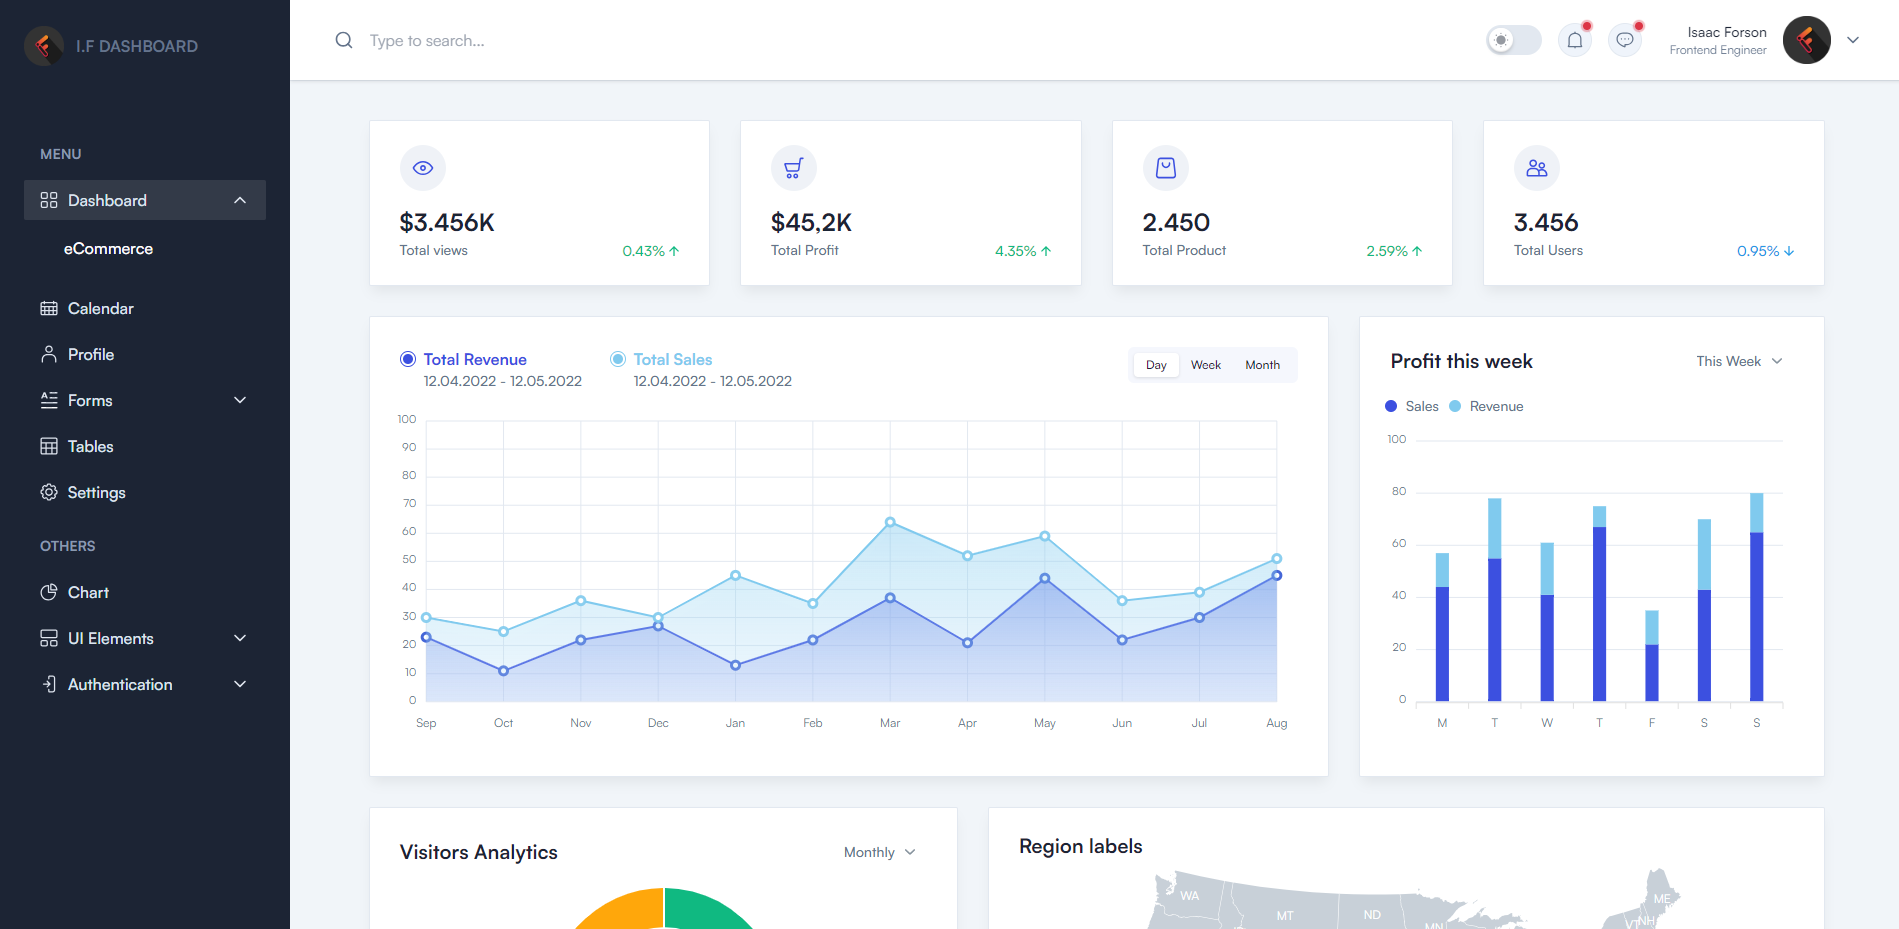 I.F DASHBOARD
MENU
Dashboard
eCommerce
Calendar
Profile
Forms
Tables
Settings
OTHERS
Chart
UI Elements
Authentication
Type to search...
Isaac Forson
Frontend Engineer
$3.456K
Total views
0.43%
$45,2K
Total Profit
4.35%
2.450
Total Product
2.59%
3.456
Total Users
0.95%
Total Revenue
12.04.2022 - 12.05.2022
Total Sales
12.04.2022 - 12.05.2022
Day Week Month
100
90
80
70
60
50
40
30
20
10
0
Sep Oct Nov Dec Jan Feb Mar Apr May Jun Jul Aug
Profit this week
This Week
Sales Revenue
100
80
60
40
20
0
M T W T F S S
Visitors Analytics
Monthly
Region labels
WA
MT
ND
MN
ME
VT
NH